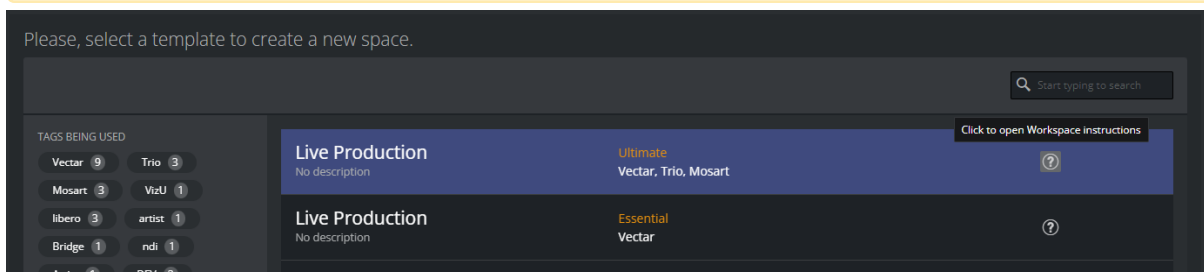 Please, select a template to create a new space.
Start typing to search
Click to open Workspace instructions
TAGS BEING USED
Vectar 9 Trio 3
Mosart 3 VizU 1
libero 3 artist 1
Bridge 1 ndi 1
Live Production
No description
Ultimate
Vectar, Trio, Mosart
Live Production
No description
Essential
Vectar